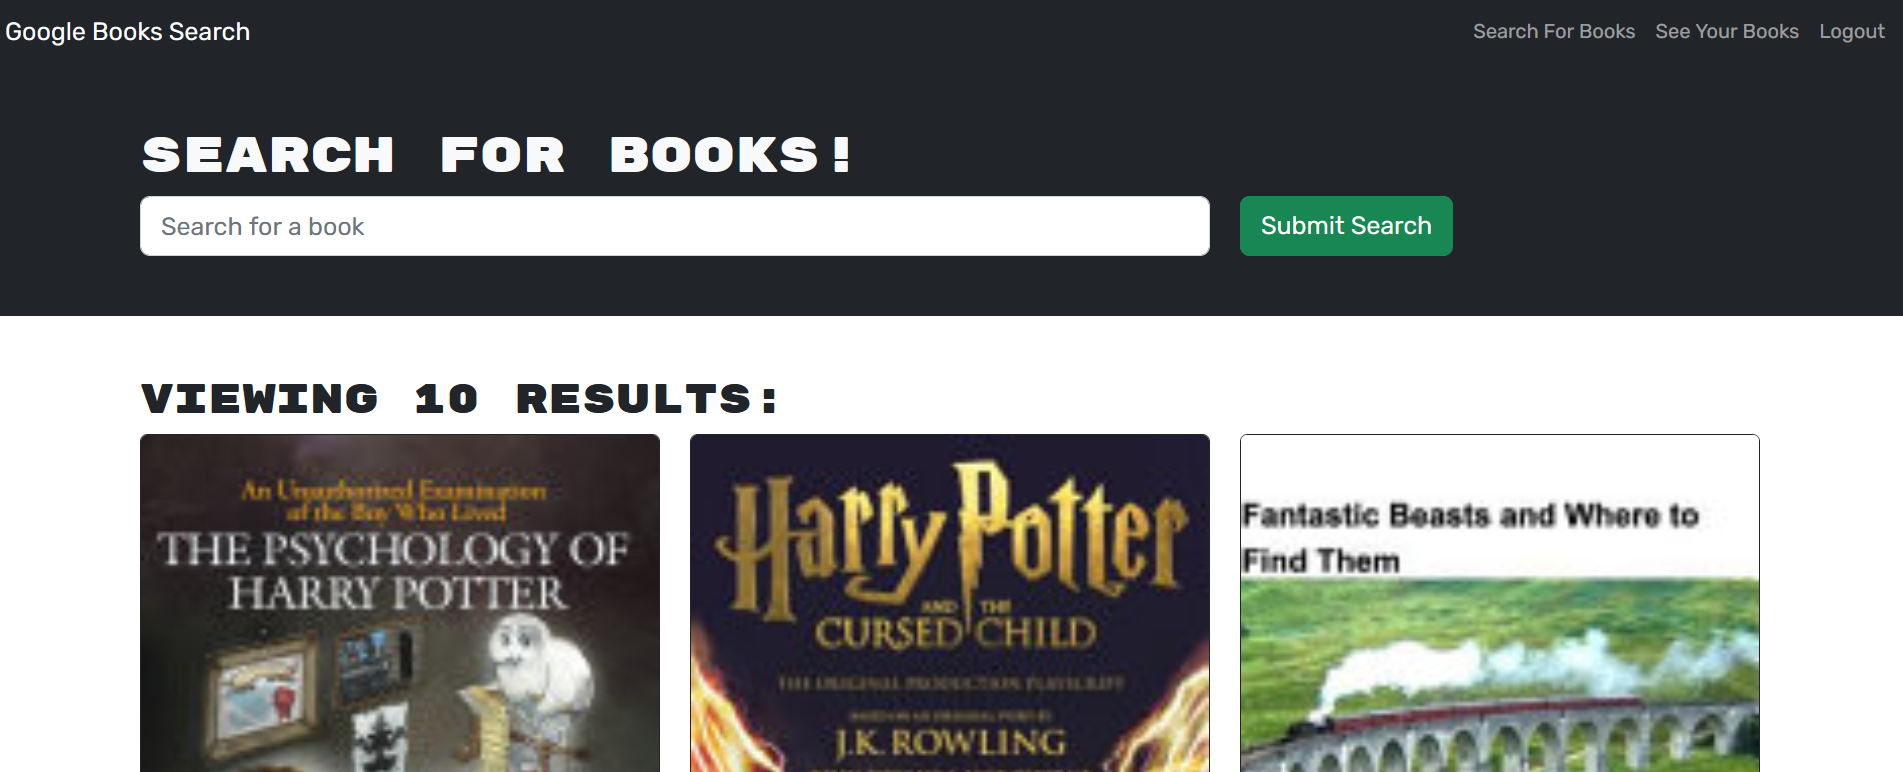 Google Books Search
Search For Books See Your Books Logout
SEARCH FOR BOOKS!
Search for a book
Submit Search
VIEWING 10 RESULTS:
An Unauthorized Examination
of the Boy Who Lived
THE PSYCHOLOGY OF
HARRY POTTER
Harry Potter
AND THE
CURSED CHILD
THE ORIGINAL PRODUCTION PLAYSCRIPT
BASED ON AN ORIGINAL STORY BY
J.K. ROWLING
Fantastic Beasts and Where to
Find Them